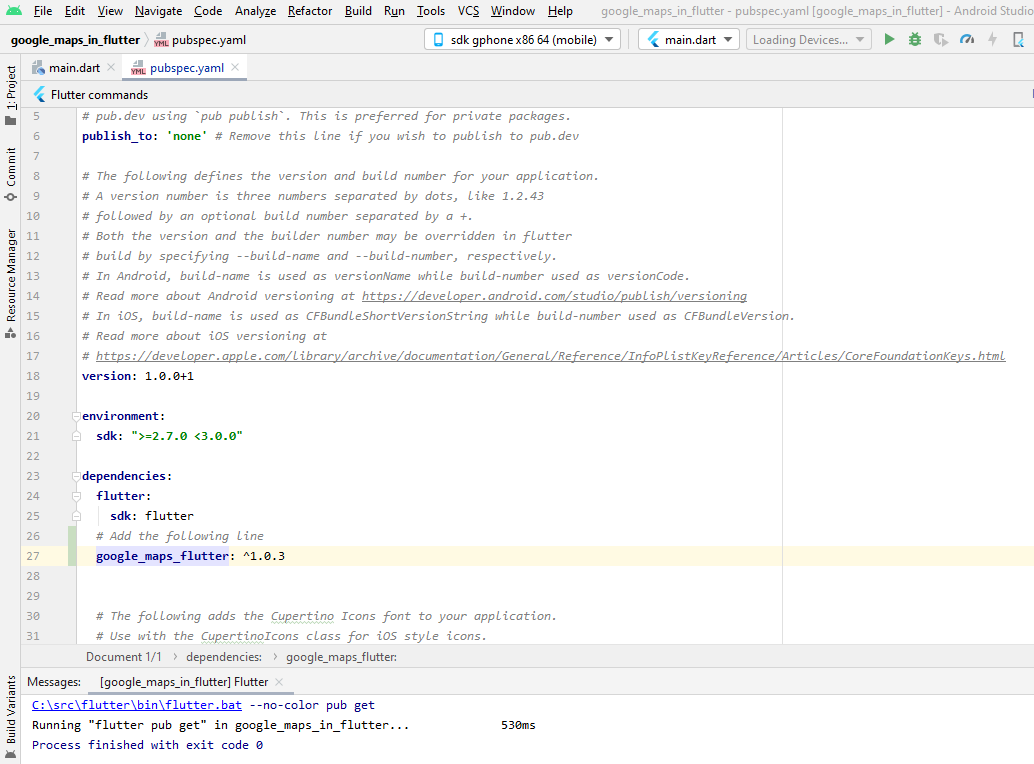 File Edit View Navigate Code Analyze Refactor Build Run Tools VCS Window Help google_maps_in_flutter - pubspec.yaml [google_maps_in_flutter] - Android Studio
google_maps_in_flutter pubspec.yaml sdk gphone x86 64 (mobile) main.dart Loading Devices...
main.dart pubspec.yaml
Flutter commands
1: Project
Commit
Resource Manager
Build Variants
5 # pub.dev using `pub publish`. This is preferred for private packages.
6 publish_to: 'none' # Remove this line if you wish to publish to pub.dev
7
8 # The following defines the version and build number for your application.
9 # A version number is three numbers separated by dots, like 1.2.43
10 # followed by an optional build number separated by a +.
11 # Both the version and the builder number may be overridden in flutter
12 # build by specifying --build-name and --build-number, respectively.
13 # In Android, build-name is used as versionName while build-number used as versionCode.
14 # Read more about Android versioning at https://developer.android.com/studio/publish/versioning
15 # In iOS, build-name is used as CFBundleShortVersionString while build-number used as CFBundleVersion.
16 # Read more about iOS versioning at
17 # https://developer.apple.com/library/archive/documentation/General/Reference/InfoPlistKeyReference/Articles/CoreFoundationKeys.html
18 version: 1.0.0+1
19
20 environment:
21 sdk: ">=2.7.0 <3.0.0"
22
23 dependencies:
24 flutter:
25 sdk: flutter
26 # Add the following line
27 google_maps_flutter: ^1.0.3
28
29
30 # The following adds the Cupertino Icons font to your application.
31 # Use with the CupertinoIcons class for iOS style icons.
Document 1/1 dependencies: google_maps_flutter:
Messages: [google_maps_in_flutter] Flutter
C:\src\flutter\bin\flutter.bat --no-color pub get
Running "flutter pub get" in google_maps_in_flutter... 530ms
Process finished with exit code 0